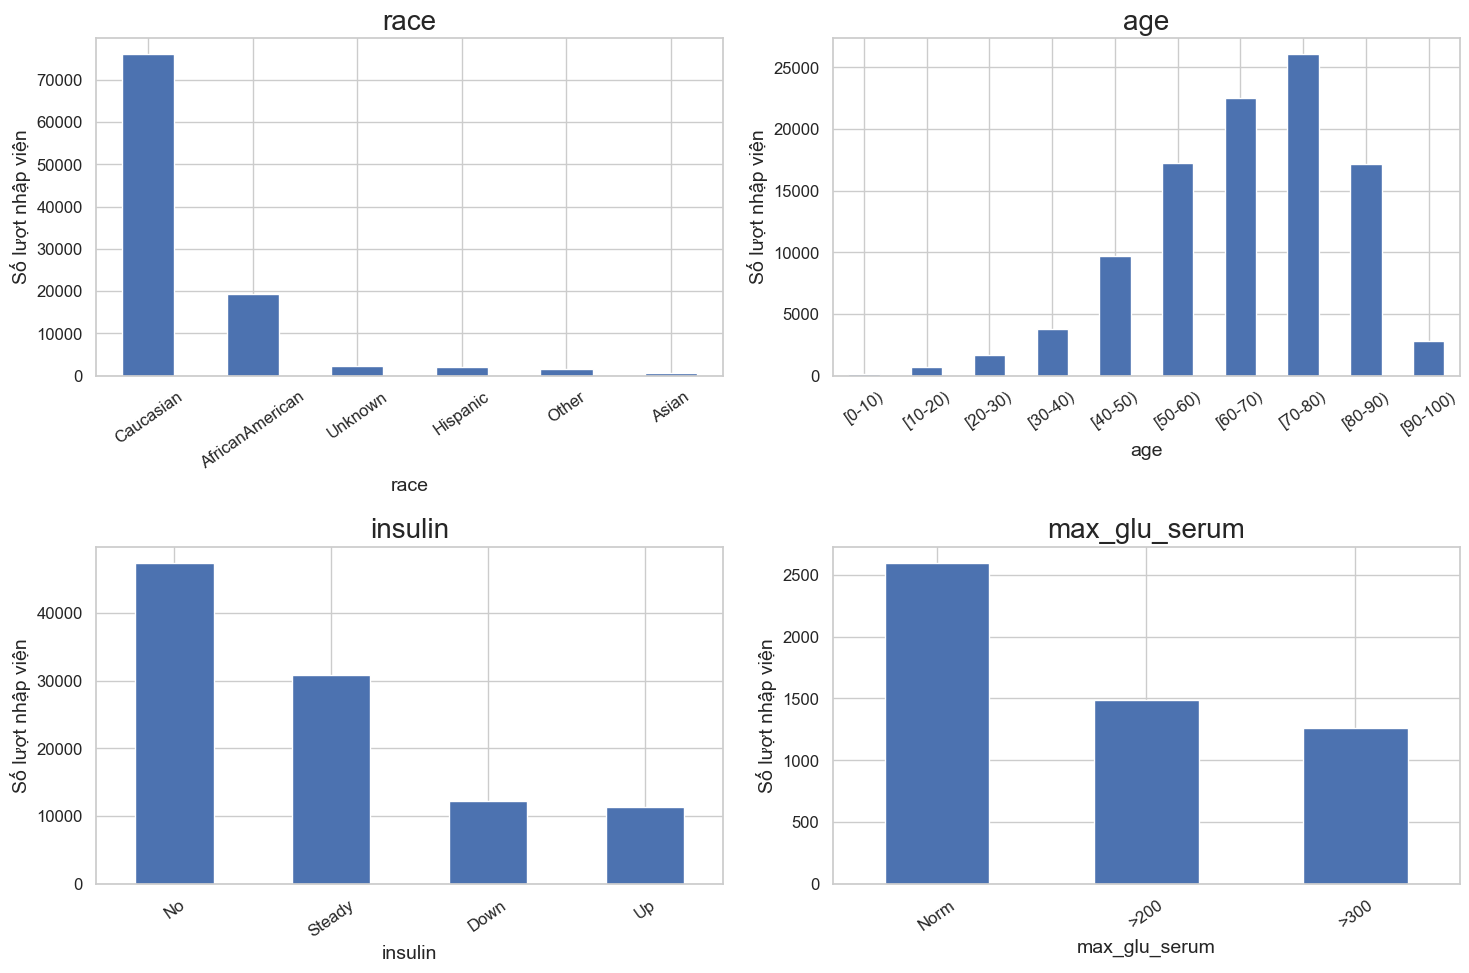 race
Số lượt nhập viện
70000
60000
50000
40000
30000
20000
10000
0
Caucasian
AfricanAmerican
Unknown
Hispanic
Other
Asian
race
age
Số lượt nhập viện
25000
20000
15000
10000
5000
0
[0-10)
[10-20)
[20-30)
[30-40)
[40-50)
[50-60)
[60-70)
[70-80)
[80-90)
[90-100)
age
insulin
Số lượt nhập viện
40000
30000
20000
10000
0
No
Steady
Down
Up
insulin
max_glu_serum
Số lượt nhập viện
2500
2000
1500
1000
500
0
Norm
>200
>300
max_glu_serum